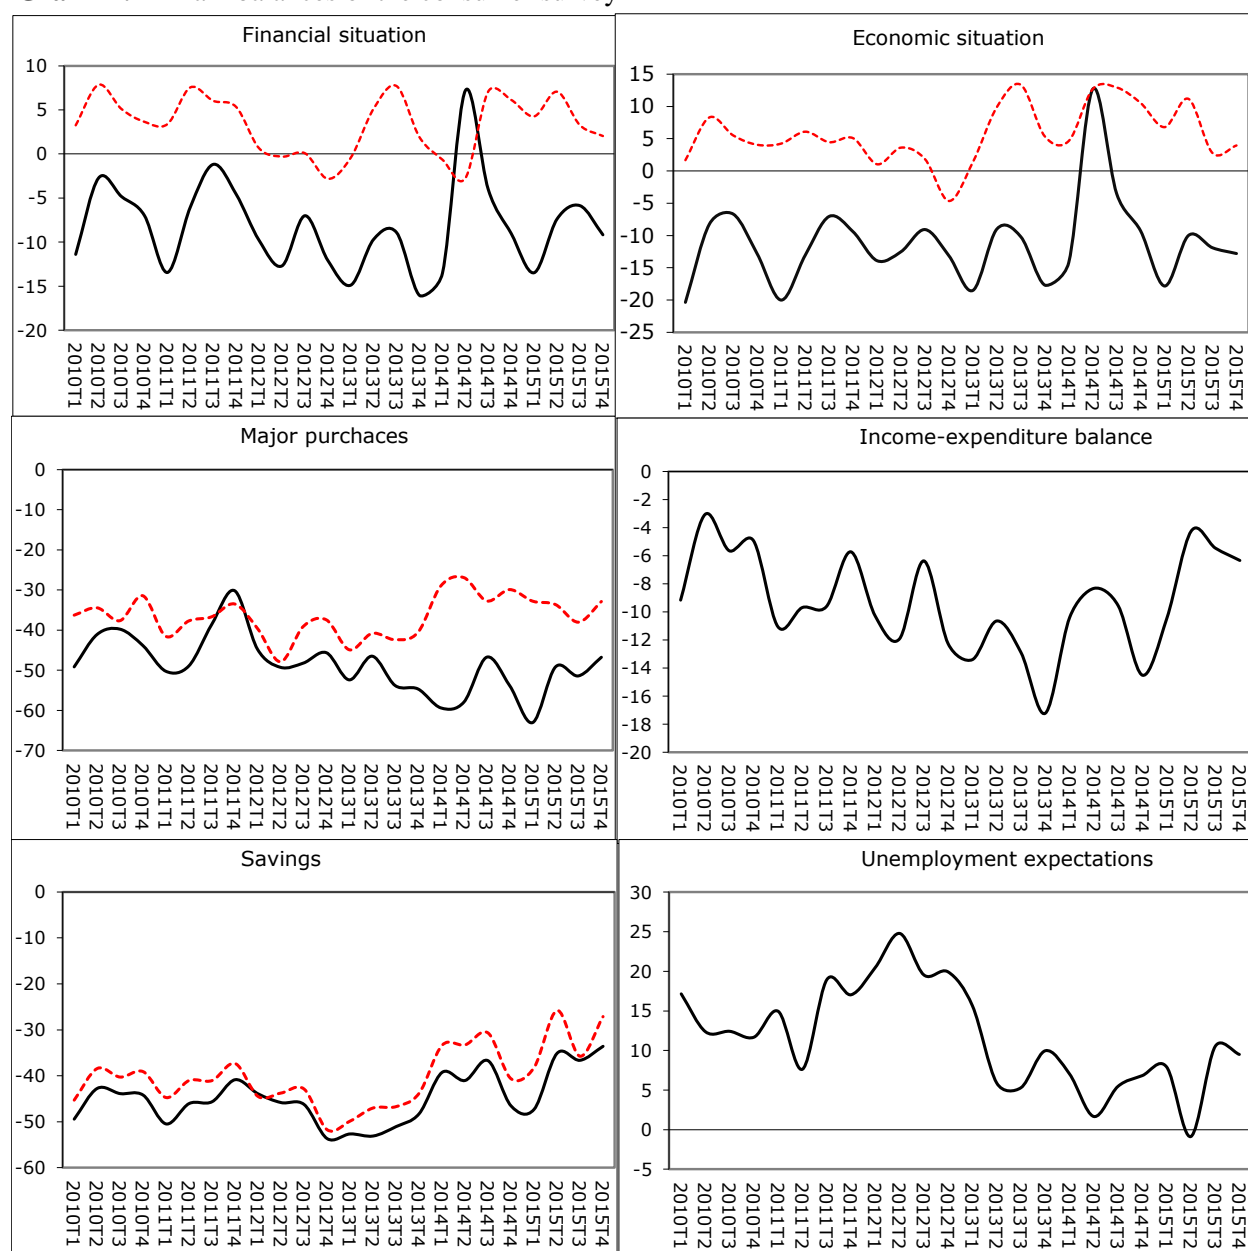 Financial situation
10
5
0
-5
-10
-15
-20
2010T1
2010T2
2010T3
2010T4
2011T1
2011T2
2011T3
2011T4
2012T1
2012T2
2012T3
2012T4
2013T1
2013T2
2013T3
2013T4
2014T1
2014T2
2014T3
2014T4
2015T1
2015T2
2015T3
2015T4
Economic situation
15
10
5
0
-5
-10
-15
-20
-25
2010T1
2010T2
2010T3
2010T4
2011T1
2011T2
2011T3
2011T4
2012T1
2012T2
2012T3
2012T4
2013T1
2013T2
2013T3
2013T4
2014T1
2014T2
2014T3
2014T4
2015T1
2015T2
2015T3
2015T4
Major purchaces
0
-10
-20
-30
-40
-50
-60
-70
2010T1
2010T2
2010T3
2010T4
2011T1
2011T2
2011T3
2011T4
2012T1
2012T2
2012T3
2012T4
2013T1
2013T2
2013T3
2013T4
2014T1
2014T2
2014T3
2014T4
2015T1
2015T2
2015T3
2015T4
Income-expenditure balance
0
-2
-4
-6
-8
-10
-12
-14
-16
-18
-20
2010T1
2010T2
2010T3
2010T4
2011T1
2011T2
2011T3
2011T4
2012T1
2012T2
2012T3
2012T4
2013T1
2013T2
2013T3
2013T4
2014T1
2014T2
2014T3
2014T4
2015T1
2015T2
2015T3
2015T4
Savings
0
-10
-20
-30
-40
-50
-60
2010T1
2010T2
2010T3
2010T4
2011T1
2011T2
2011T3
2011T4
2012T1
2012T2
2012T3
2012T4
2013T1
2013T2
2013T3
2013T4
2014T1
2014T2
2014T3
2014T4
2015T1
2015T2
2015T3
2015T4
Unemployment expectations
30
25
20
15
10
5
0
-5
2010T1
2010T2
2010T3
2010T4
2011T1
2011T2
2011T3
2011T4
2012T1
2012T2
2012T3
2012T4
2013T1
2013T2
2013T3
2013T4
2014T1
2014T2
2014T3
2014T4
2015T1
2015T2
2015T3
2015T4